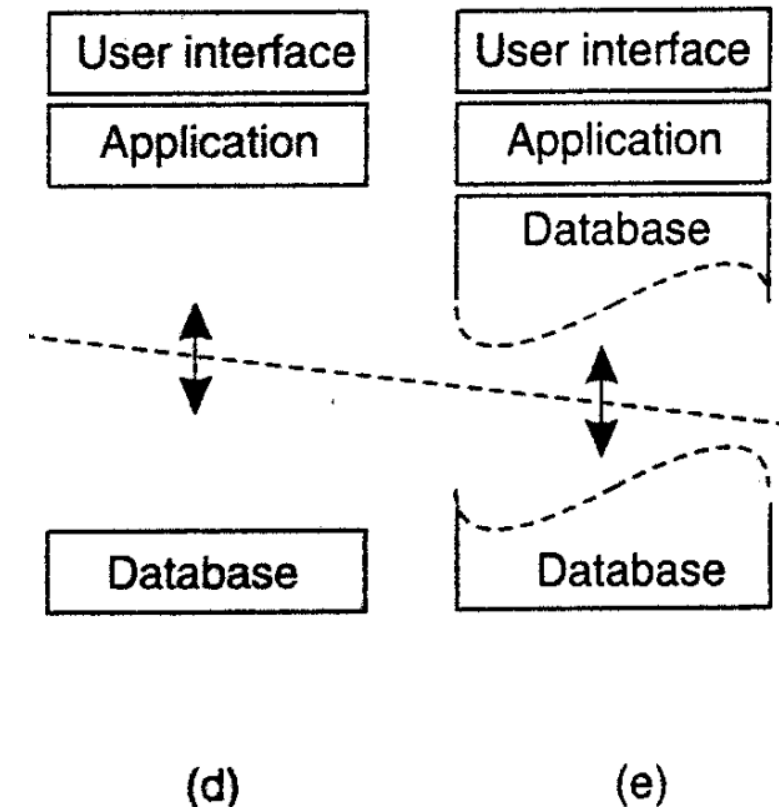 User interface
Application
Database
(d)
User interface
Application
Database
Database
(e)